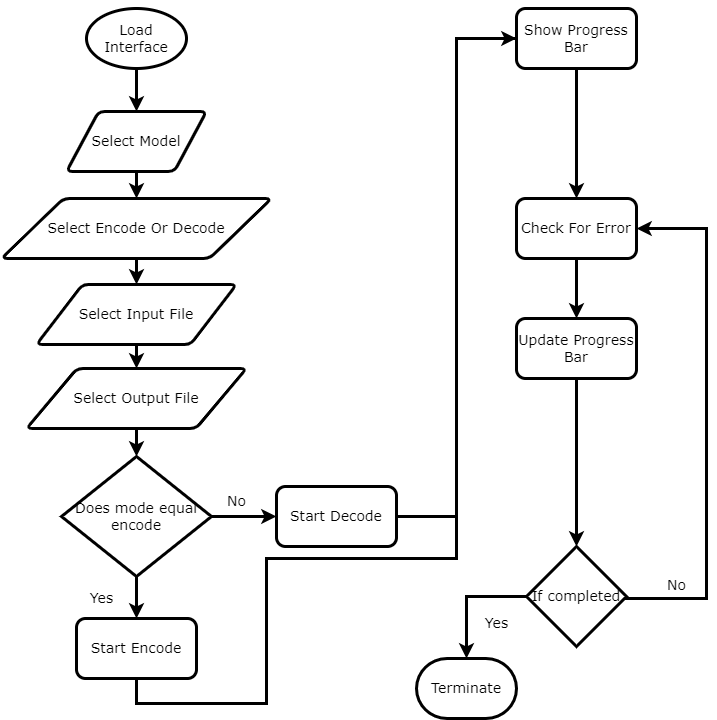 Load
Interface
Select Model
Select Encode Or Decode
Select Input File
Select Output File
Does mode equal
encode
No
Start Decode
Yes
Start Encode
Show Progress
Bar
Check For Error
Update Progress
Bar
If completed
No
Yes
Terminate